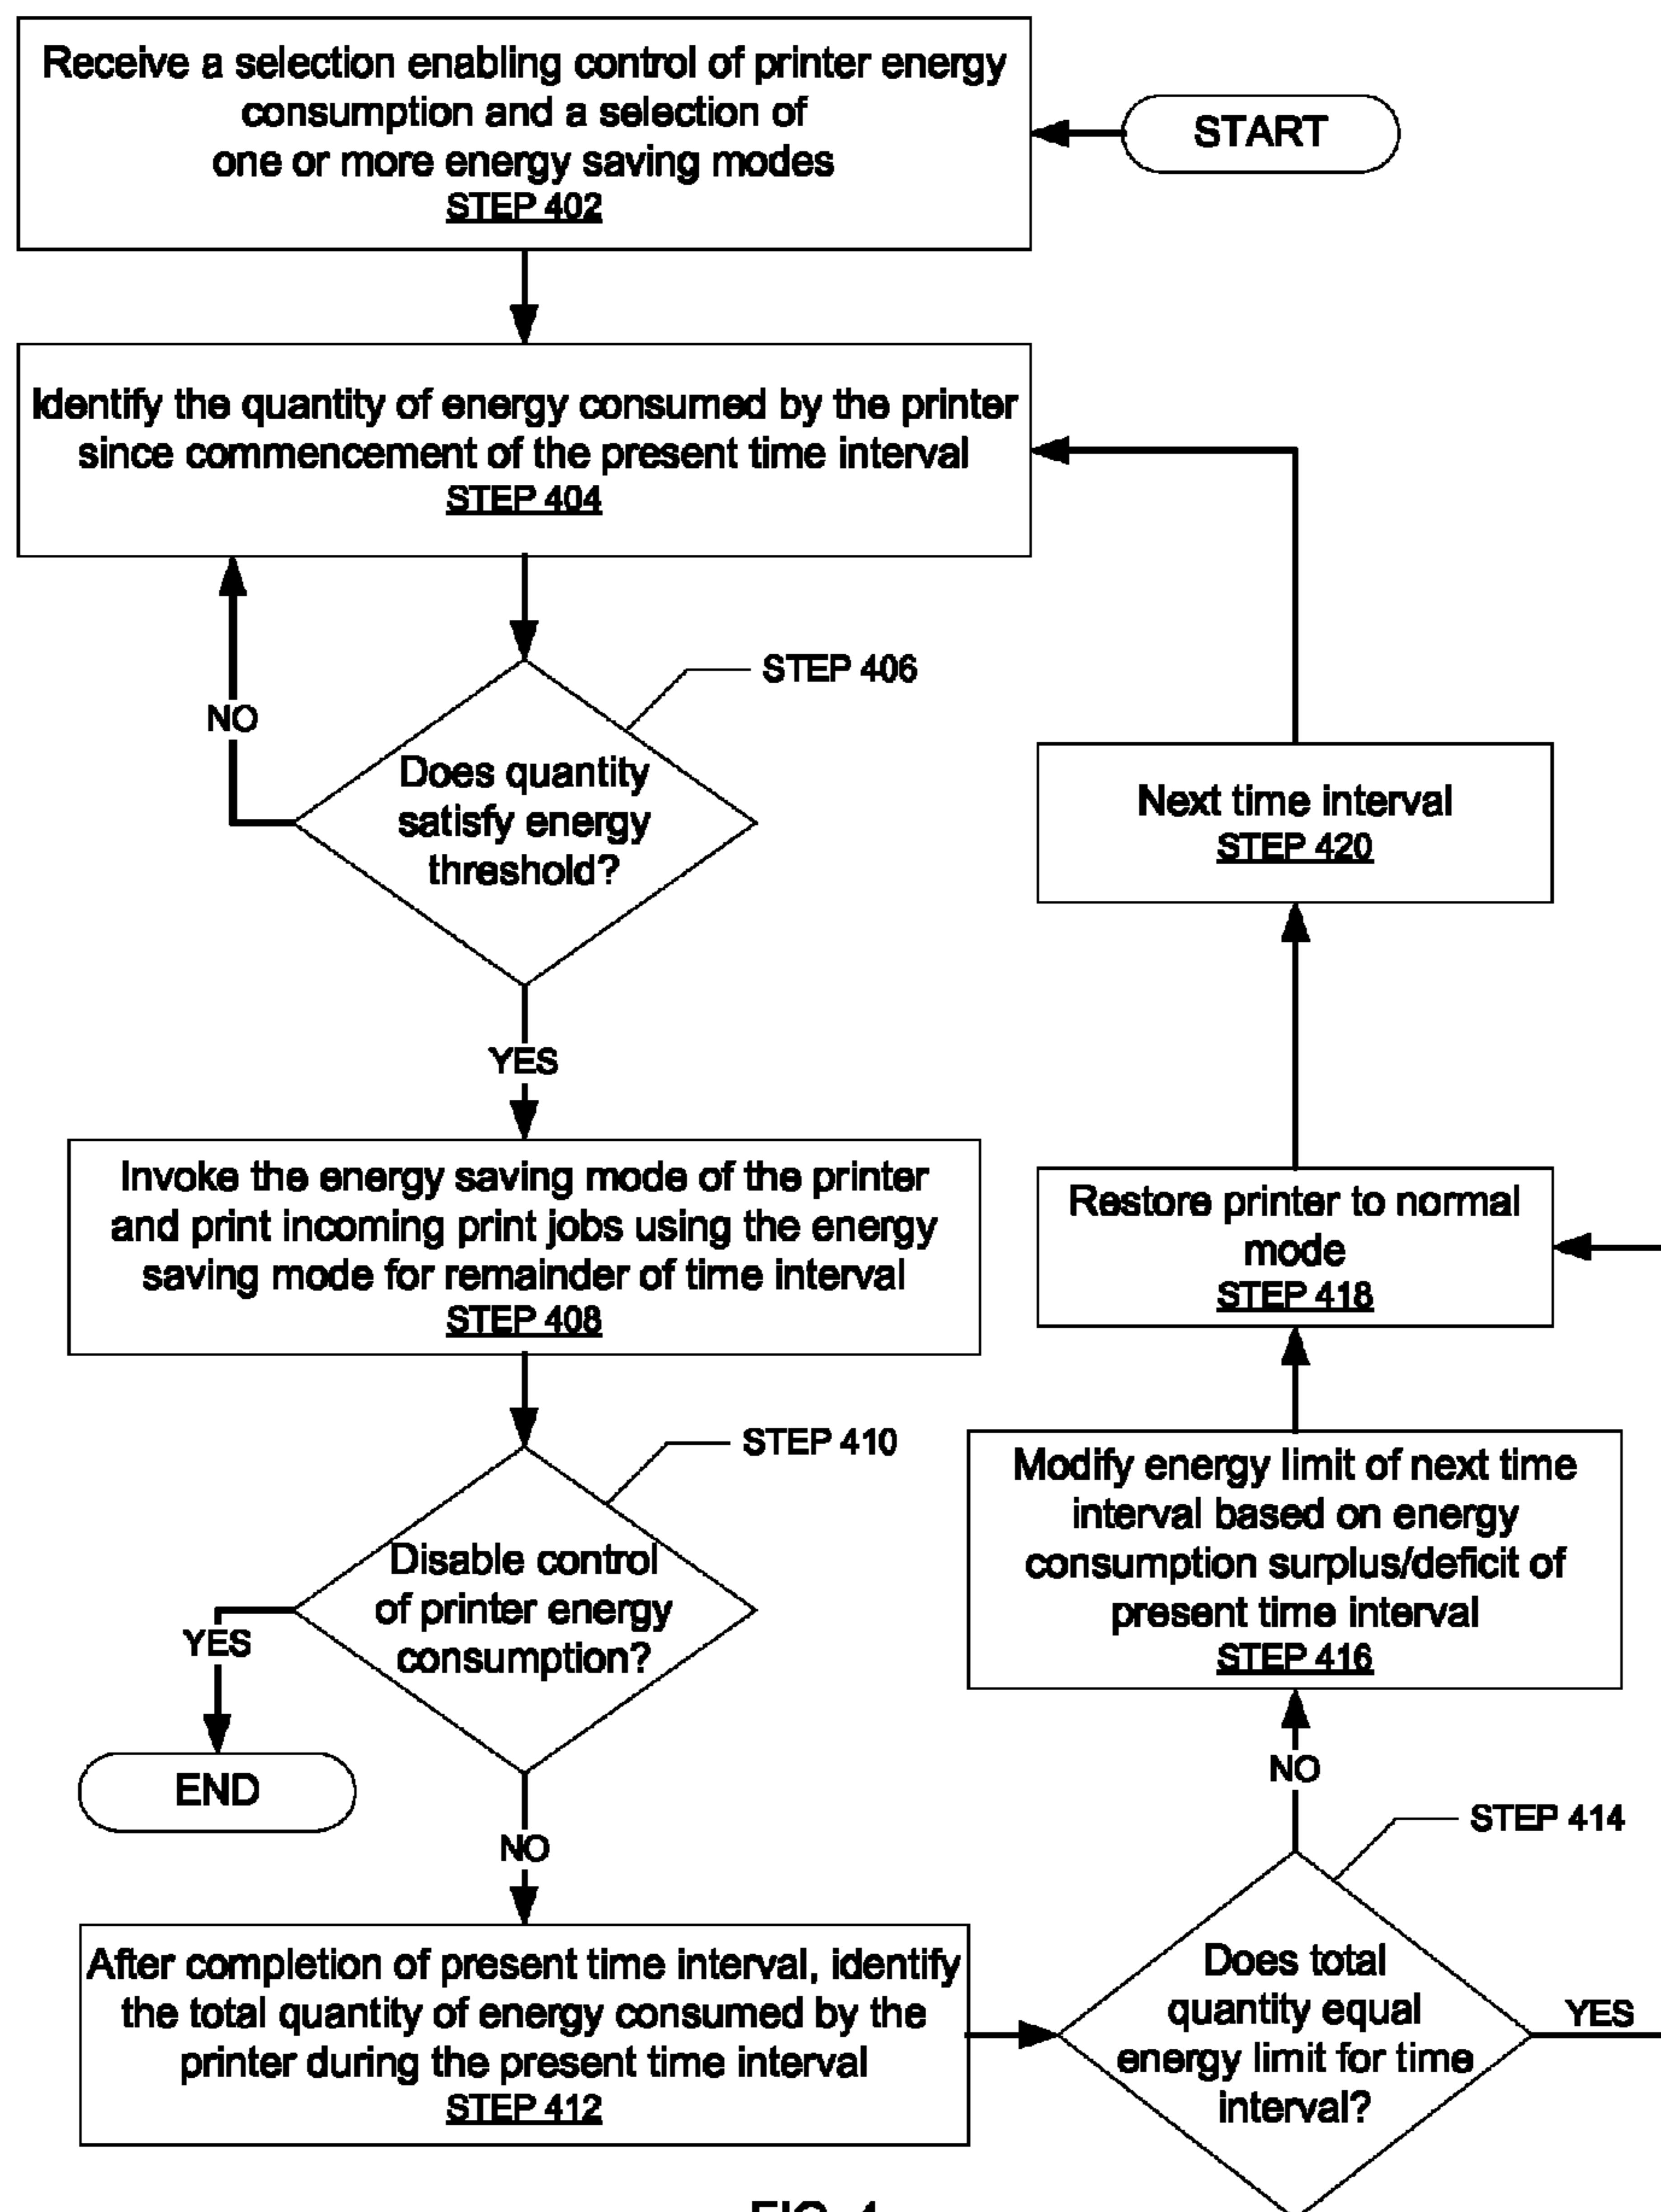 Receive a selection enabling control of printer energy
consumption and a selection of
one or more energy saving modes
STEP 402
START
Identify the quantity of energy consumed by the printer
since commencement of the present time interval
STEP 404
STEP 406
NO
Does quantity
satisfy energy
threshold?
YES
Invoke the energy saving mode of the printer
and print incoming print jobs using the energy
saving mode for remainder of time interval
STEP 408
STEP 410
Disable control
of printer energy
consumption?
YES
END
NO
After completion of present time interval, identify
the total quantity of energy consumed by the
printer during the present time interval
STEP 412
STEP 414
Does total
quantity equal
energy limit for time
interval?
YES
NO
Modify energy limit of next time
interval based on energy
consumption surplus/deficit of
present time interval
STEP 416
Restore printer to normal
mode
STEP 418
Next time interval
STEP 420